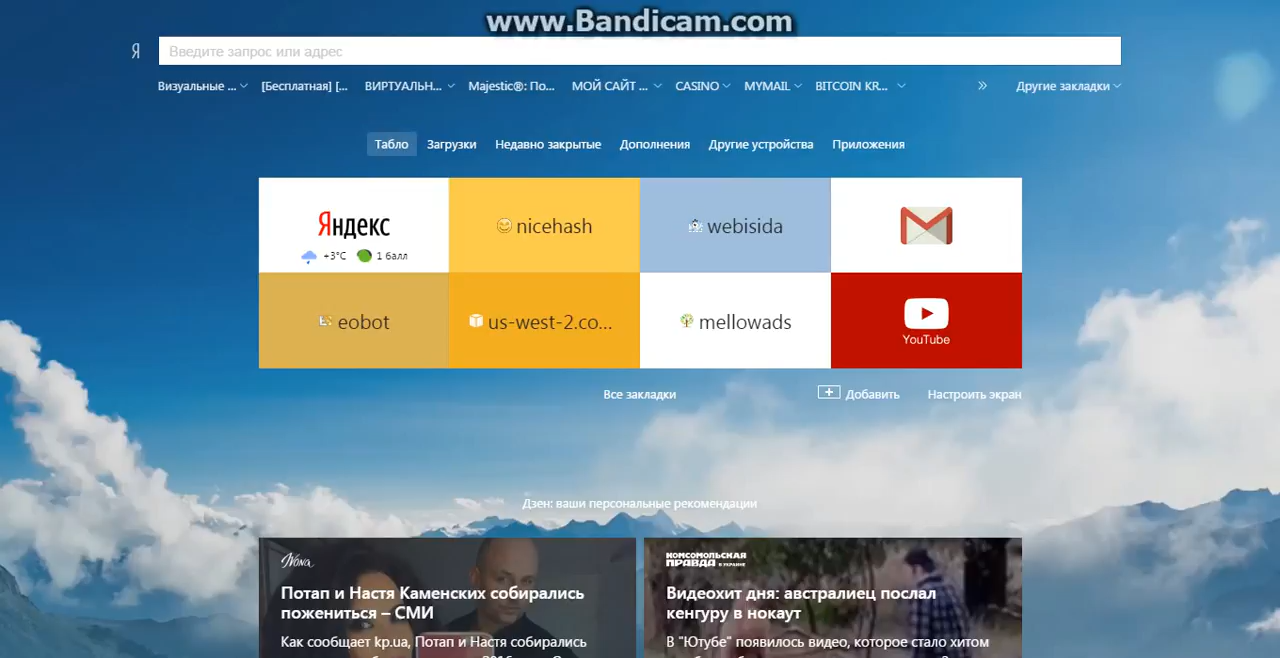 www.Bandicam.com
Я Введите запрос или адрес
Визуальные ... [Бесплатная] [... ВИРТУАЛЬН... Majestic®: По... МОЙ САЙТ ... CASINO MYMAIL BITCOIN KR... » Другие закладки
Табло Загрузки Недавно закрытые Дополнения Другие устройства Приложения
Яндекс
+3°C 1 балл
nicehash
webisida
eobot
us-west-2.co...
mellowads
YouTube
Все закладки Добавить Настроить экран
Дзен: ваши персональные рекомендации
Потап и Настя Каменских собирались
пожениться – СМИ
Как сообщает kp.ua, Потап и Настя собирались
КОМСОМОЛЬСКАЯ
ПРАВДА В УКРАИНЕ
Видеохит дня: австралиец послал
кенгуру в нокаут
В "Ютубе" появилось видео, которое стало хитом